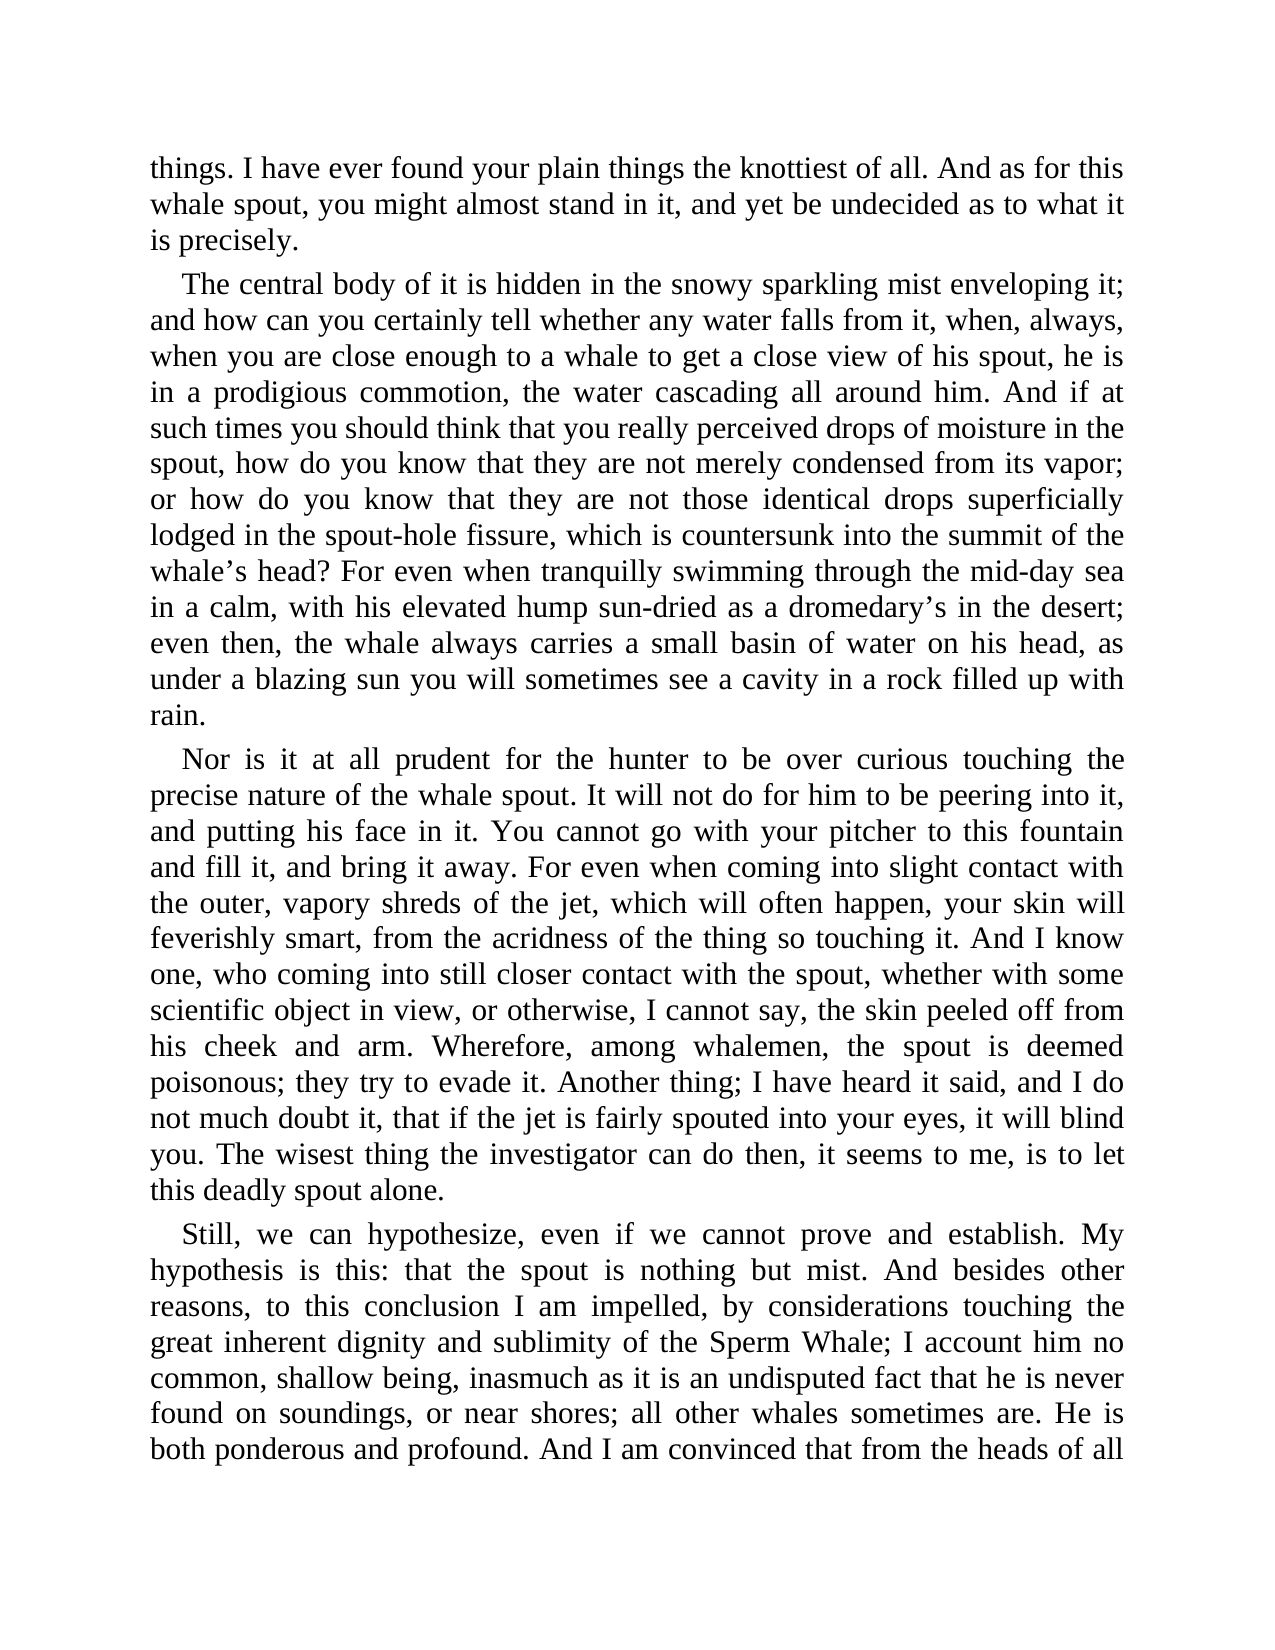 things. I have ever found your plain things the knottiest of all. And as for this
whale spout, you might almost stand in it, and yet be undecided as to what it
is precisely.
The central body of it is hidden in the snowy sparkling mist enveloping it;
and how can you certainly tell whether any water falls from it, when, always,
when you are close enough to a whale to get a close view of his spout, he is
in a prodigious commotion, the water cascading all around him. And if at
such times you should think that you really perceived drops of moisture in the
spout, how do you know that they are not merely condensed from its vapor;
or how do you know that they are not those identical drops superficially
lodged in the spout-hole fissure, which is countersunk into the summit of the
whale’s head? For even when tranquilly swimming through the mid-day sea
in a calm, with his elevated hump sun-dried as a dromedary’s in the desert;
even then, the whale always carries a small basin of water on his head, as
under a blazing sun you will sometimes see a cavity in a rock filled up with
rain.
Nor is it at all prudent for the hunter to be over curious touching the
precise nature of the whale spout. It will not do for him to be peering into it,
and putting his face in it. You cannot go with your pitcher to this fountain
and fill it, and bring it away. For even when coming into slight contact with
the outer, vapory shreds of the jet, which will often happen, your skin will
feverishly smart, from the acridness of the thing so touching it. And I know
one, who coming into still closer contact with the spout, whether with some
scientific object in view, or otherwise, I cannot say, the skin peeled off from
his cheek and arm. Wherefore, among whalemen, the spout is deemed
poisonous; they try to evade it. Another thing; I have heard it said, and I do
not much doubt it, that if the jet is fairly spouted into your eyes, it will blind
you. The wisest thing the investigator can do then, it seems to me, is to let
this deadly spout alone.
Still, we can hypothesize, even if we cannot prove and establish. My
hypothesis is this: that the spout is nothing but mist. And besides other
reasons, to this conclusion I am impelled, by considerations touching the
great inherent dignity and sublimity of the Sperm Whale; I account him no
common, shallow being, inasmuch as it is an undisputed fact that he is never
found on soundings, or near shores; all other whales sometimes are. He is
both ponderous and profound. And I am convinced that from the heads of all